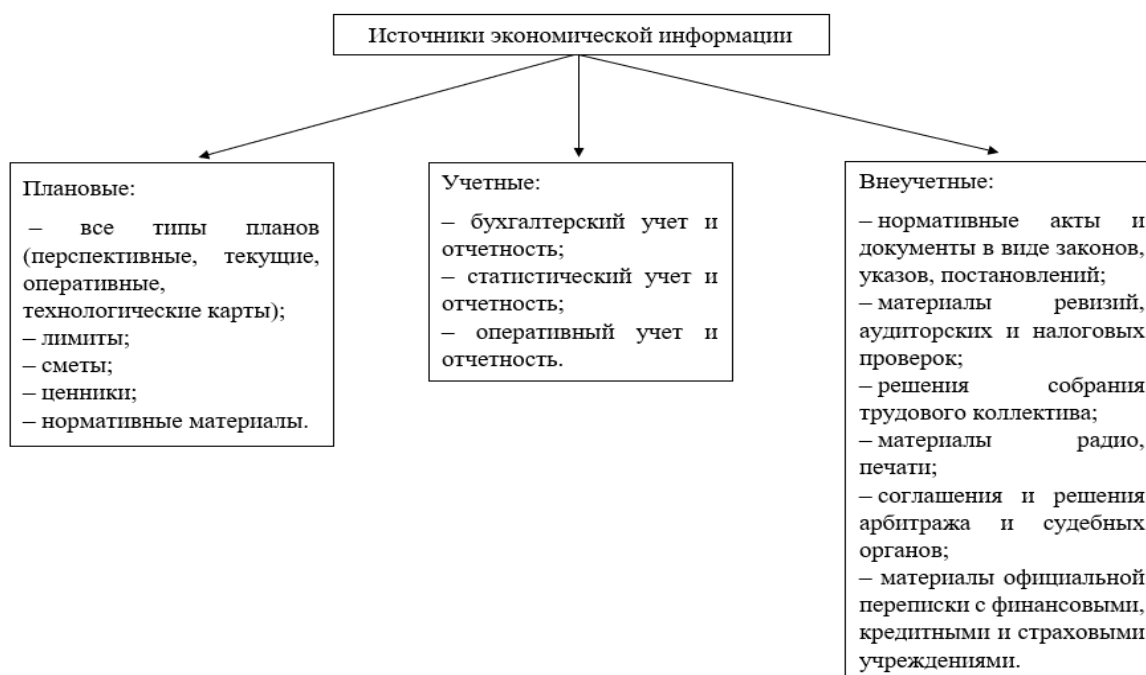 Источники экономической информации
Плановые:
– все типы планов
(перспективные, текущие,
оперативные,
технологические карты);
– лимиты;
– сметы;
– ценники;
– нормативные материалы.
Учетные:
– бухгалтерский учет и
отчетность;
– статистический учет и
отчетность;
– оперативный учет и
отчетность.
Внеучетные:
– нормативные акты и
документы в виде законов,
указов, постановлений;
– материалы ревизий,
аудиторских и налоговых
проверок;
– решения собрания
трудового коллектива;
– материалы радио,
печати;
– соглашения и решения
арбитража и судебных
органов;
– материалы официальной
переписки с финансовыми,
кредитными и страховыми
учреждениями.